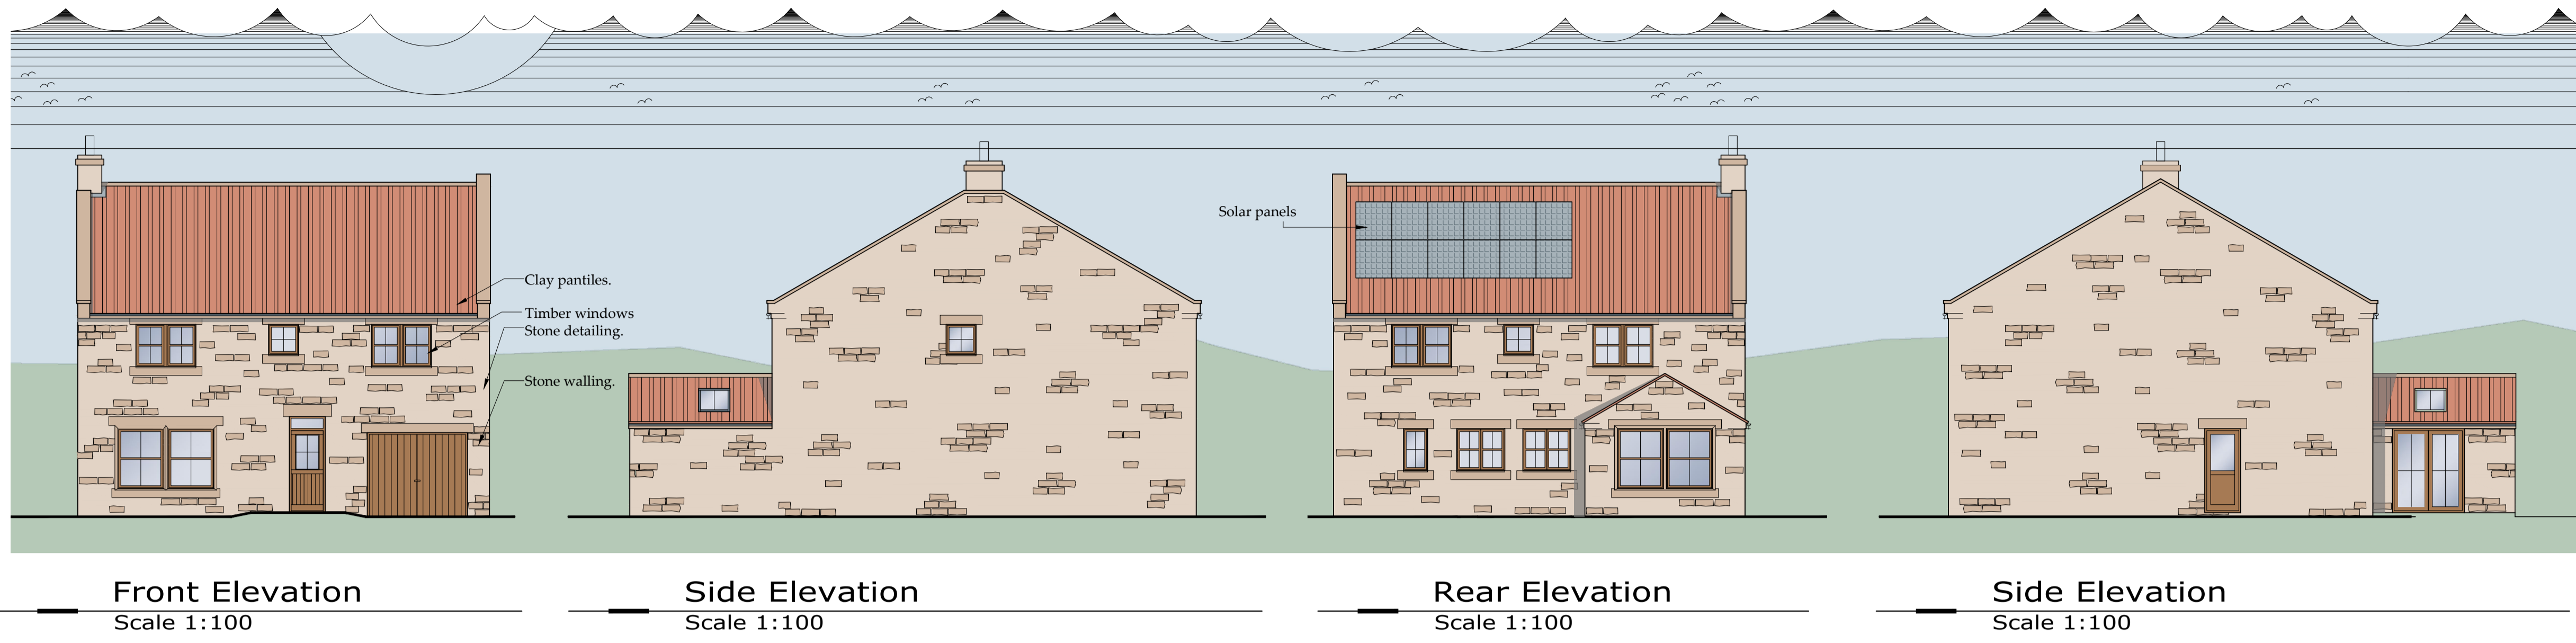 Solar panels
Clay pantiles.
Timber windows
Stone detailing.
Stone walling.
Front Elevation
Scale 1:100
Side Elevation
Scale 1:100
Rear Elevation
Scale 1:100
Side Elevation
Scale 1:100